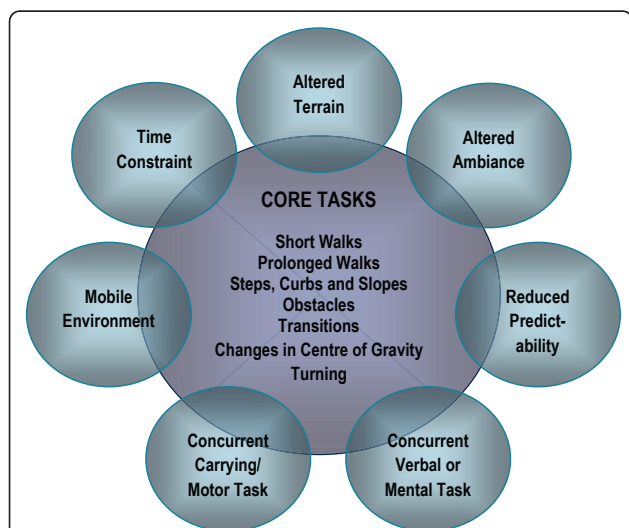 Altered
Terrain
Time
Constraint
Altered
Ambiance
CORE TASKS
Short Walks
Prolonged Walks
Steps, Curbs and Slopes
Obstacles
Transitions
Changes in Centre of Gravity
Turning
Mobile
Environment
Reduced
Predict-
ability
Concurrent
Carrying/
Motor Task
Concurrent
Verbal or
Mental Task